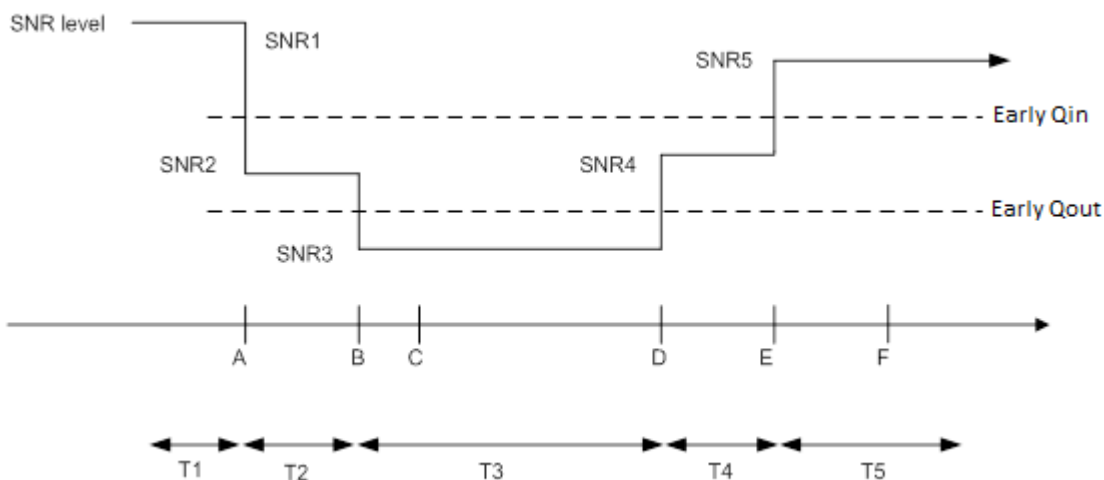 SNR level
SNR1
SNR5
Early Qin
SNR2
SNR4
Early Qout
SNR3
A B C D E F
T1 T2 T3 T4 T5